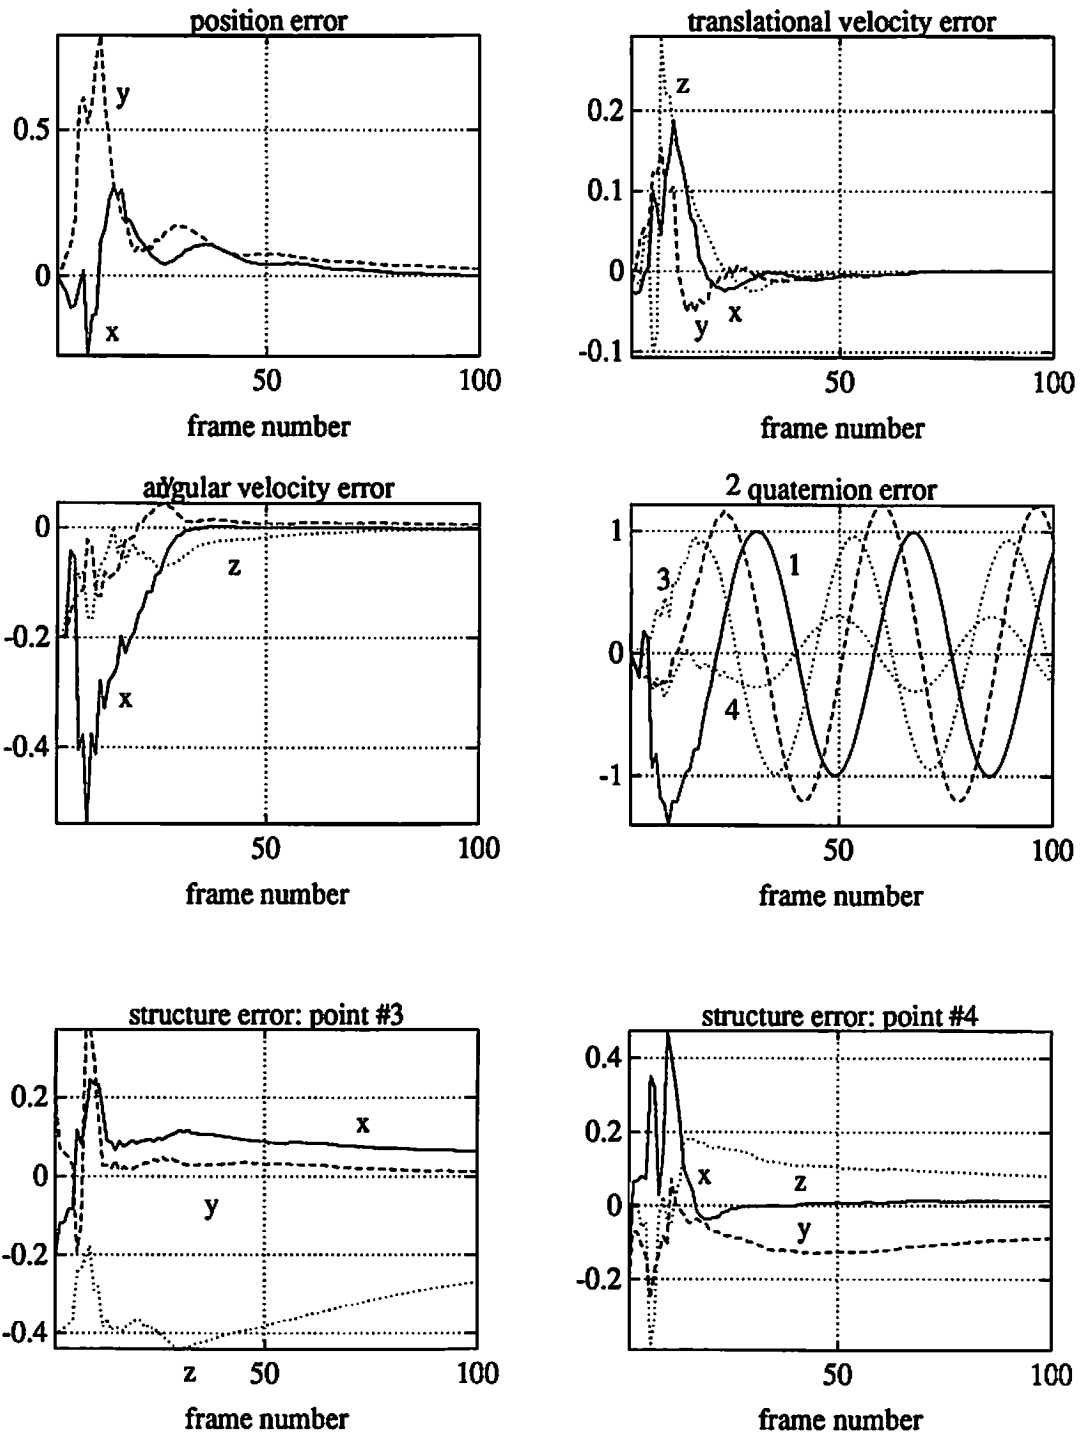 position error
y
0.5
0
x
50
100
frame number
translational velocity error
z
0.2
0.1
0
y
x
-0.1
50
100
frame number
angular velocity error
y
0
z
-0.2
x
-0.4
50
100
frame number
2 quaternion error
1
1
3
0
4
-1
50
100
frame number
structure error: point #3
0.2
x
0
y
-0.2
-0.4
z
50
100
frame number
structure error: point #4
0.4
0.2
x
z
0
y
-0.2
50
100
frame number